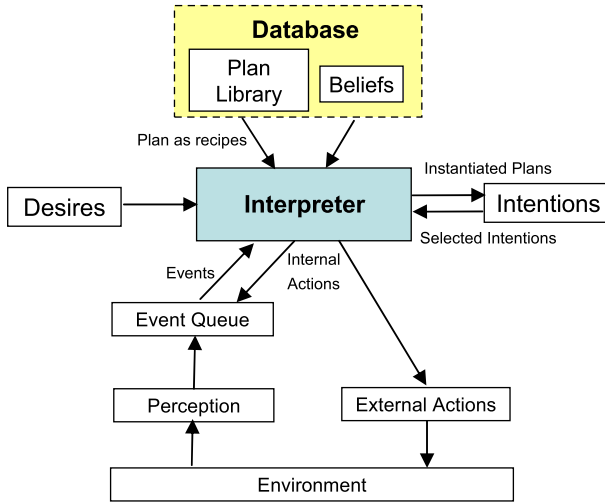 Database
Plan
Library
Beliefs
Plan as recipes
Instantiated Plans
Desires
Interpreter
Intentions
Selected Intentions
Events
Internal
Actions
Event Queue
Perception
External Actions
Environment